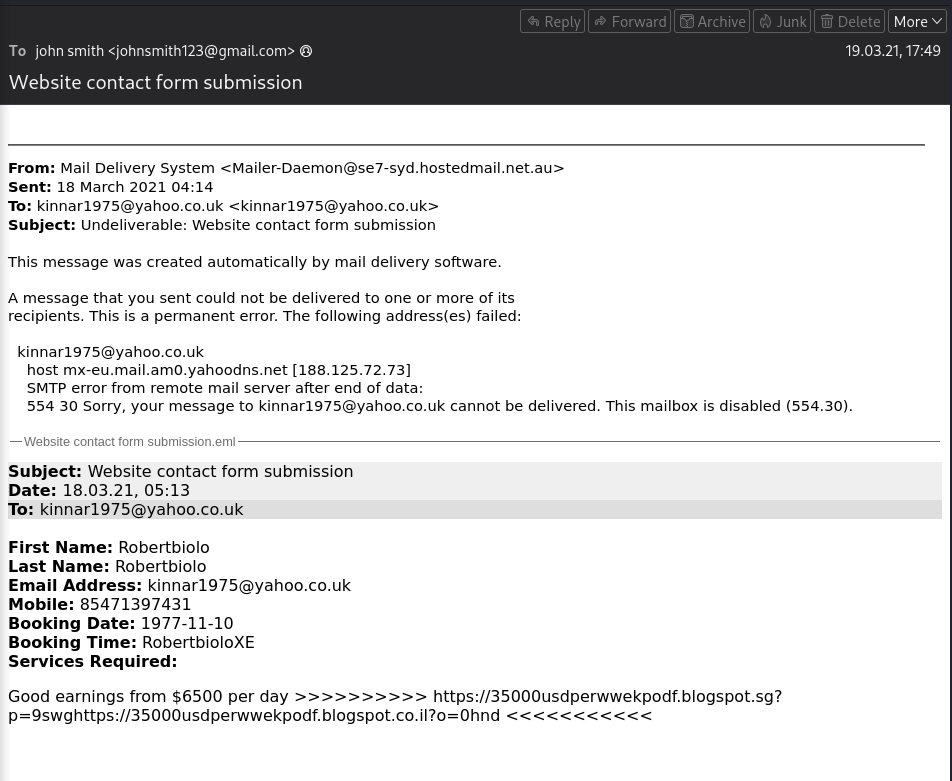 Reply Forward Archive Junk Delete More
To john smith <johnsmith123@gmail.com> 19.03.21, 17:49
Website contact form submission
From: Mail Delivery System <Mailer-Daemon@se7-syd.hostedmail.net.au>
Sent: 18 March 2021 04:14
To: kinnar1975@yahoo.co.uk <kinnar1975@yahoo.co.uk>
Subject: Undeliverable: Website contact form submission
This message was created automatically by mail delivery software.
A message that you sent could not be delivered to one or more of its
recipients. This is a permanent error. The following address(es) failed:
kinnar1975@yahoo.co.uk
host mx-eu.mail.am0.yahoodns.net [188.125.72.73]
SMTP error from remote mail server after end of data:
554 30 Sorry, your message to kinnar1975@yahoo.co.uk cannot be delivered. This mailbox is disabled (554.30).
Website contact form submission.eml
Subject: Website contact form submission
Date: 18.03.21, 05:13
To: kinnar1975@yahoo.co.uk
First Name: Robertbiolo
Last Name: Robertbiolo
Email Address: kinnar1975@yahoo.co.uk
Mobile: 85471397431
Booking Date: 1977-11-10
Booking Time: RobertbioloXE
Services Required:
Good earnings from $6500 per day >>>>>>>>>> https://35000usdperwwekpodf.blogspot.sg?
p=9swghttps://35000usdperwwekpodf.blogspot.co.il?o=0hnd <<<<<<<<<<<